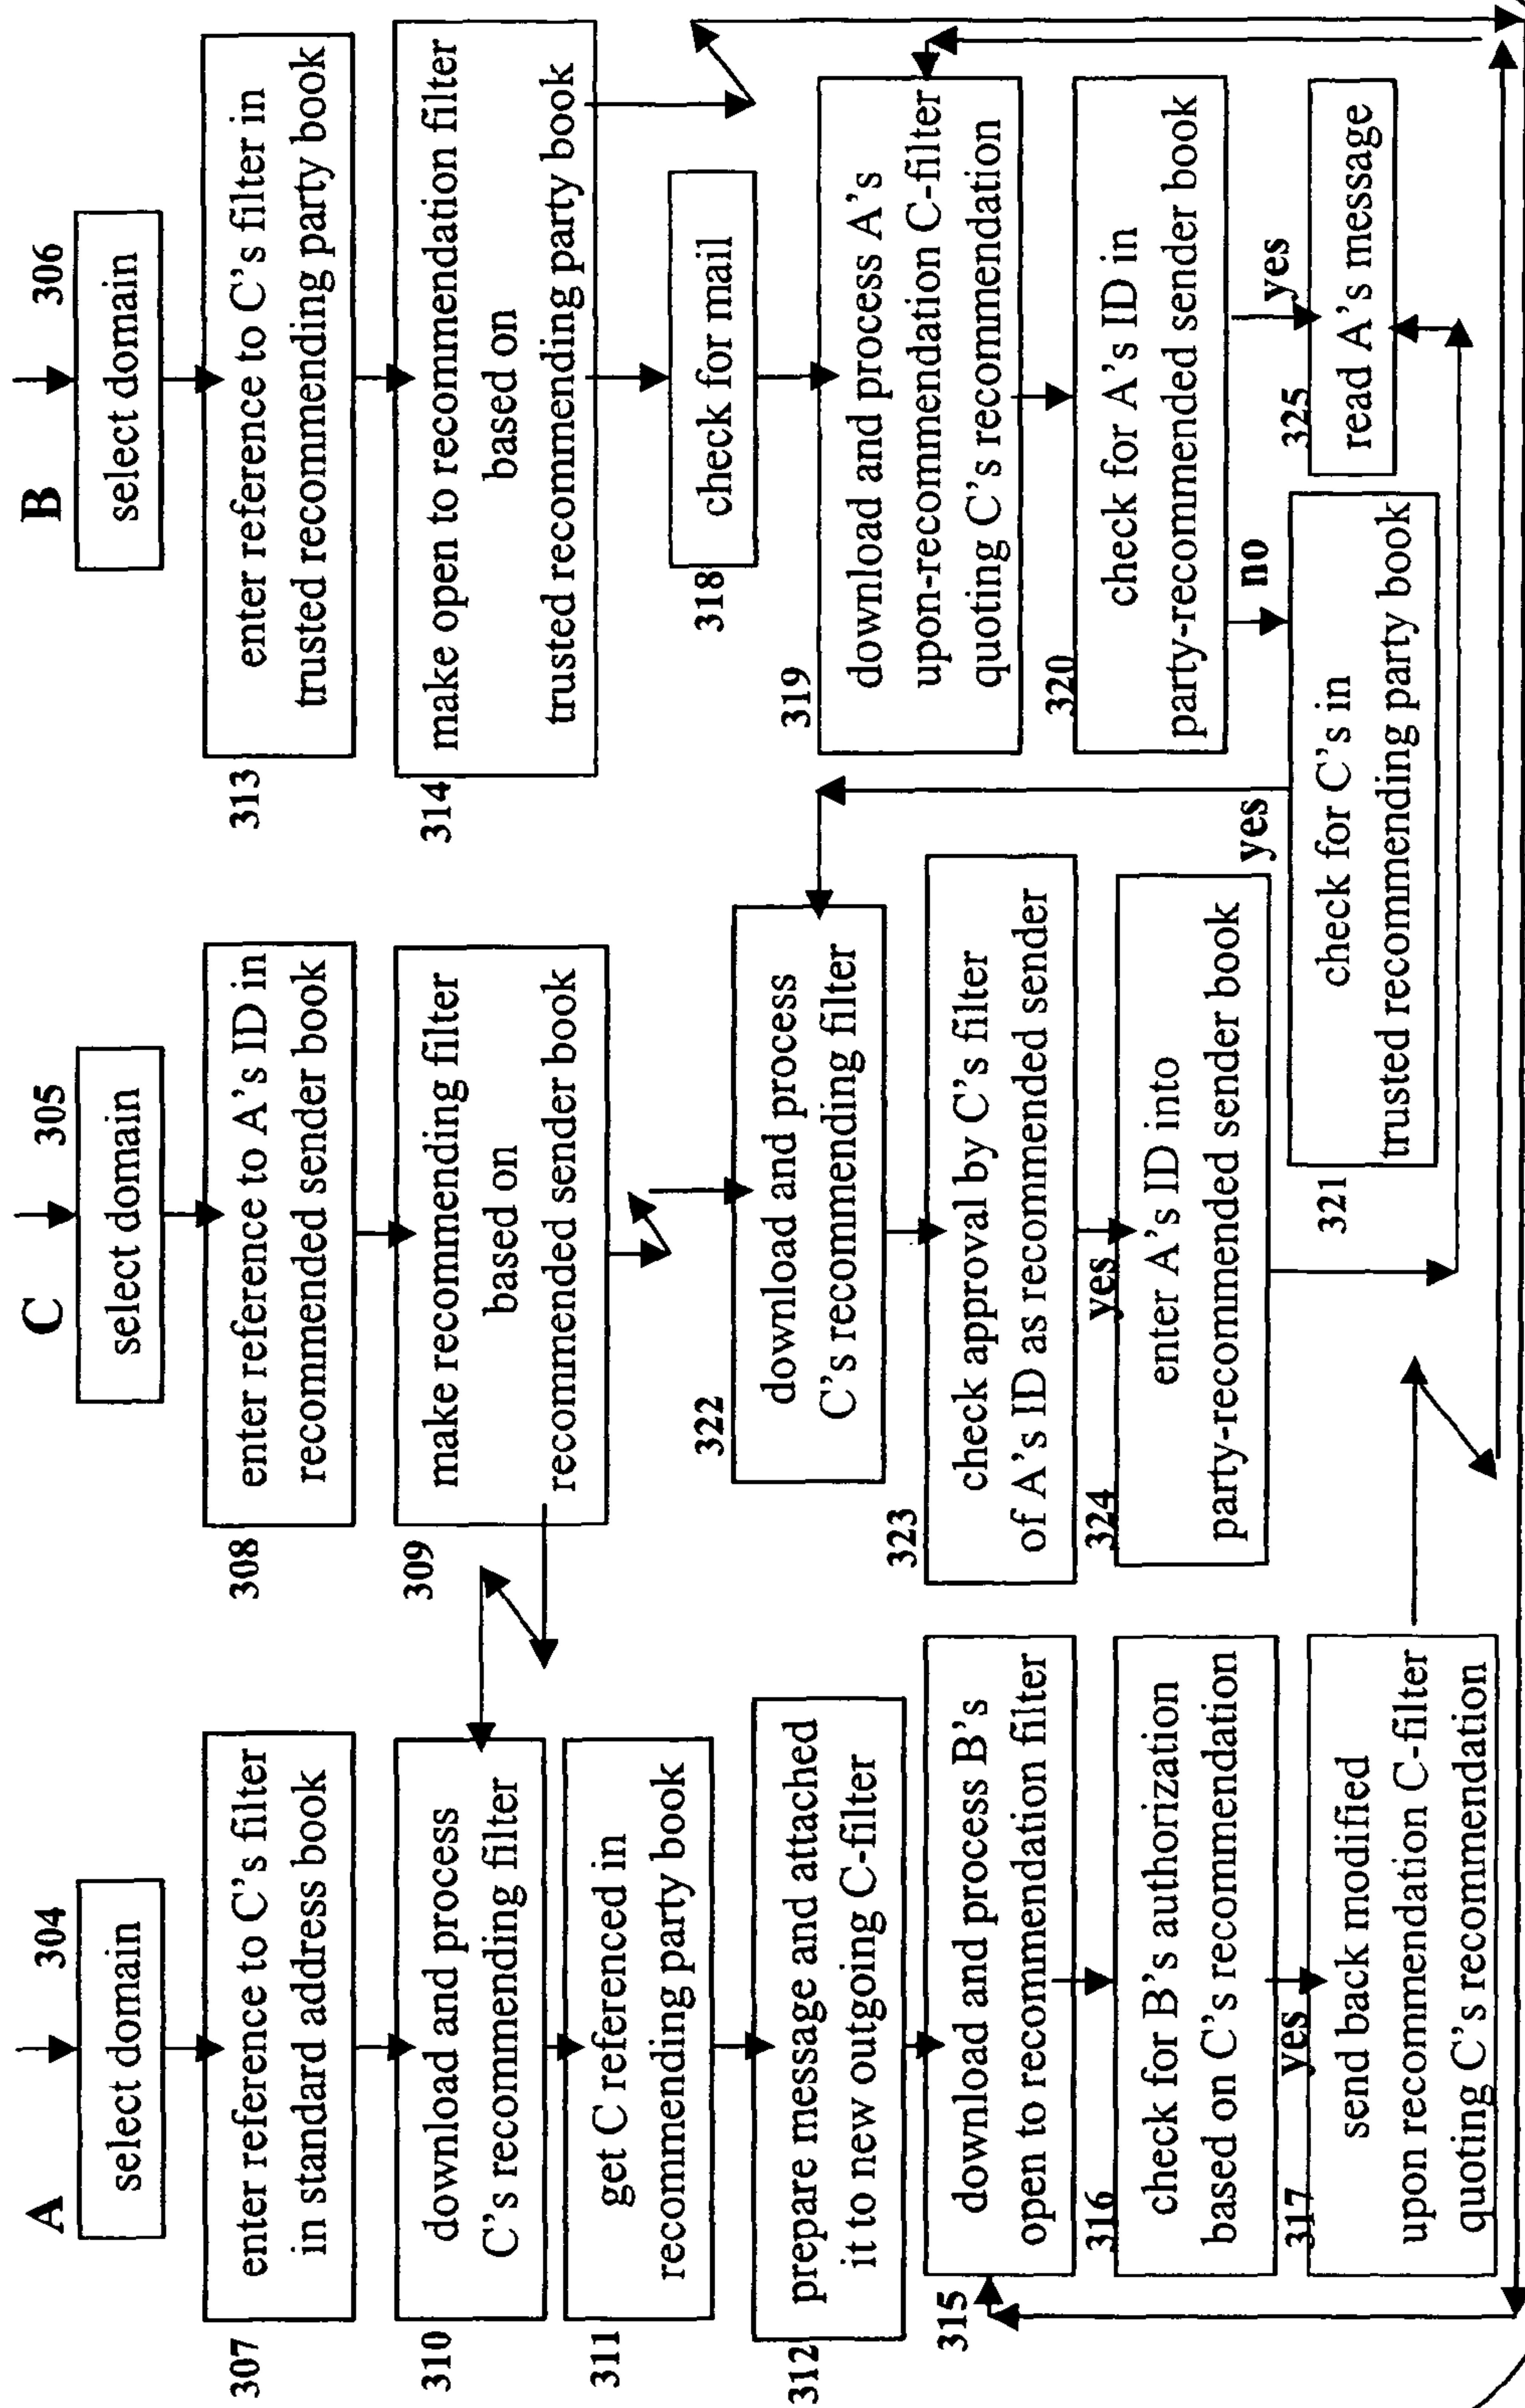 A
304
select domain
307
enter reference to C's filter
in standard address book
310
download and process
C's recommending filter
311
get C referenced in
recommending party book
312
prepare message and attached
it to new outgoing C-filter
315
download and process B's
open to recommendation filter
316
check for B's authorization
based on C's recommendation
317
yes
send back modified
upon recommendation C-filter
quoting C's recommendation
C
305
select domain
308
enter reference to A's ID in
recommended sender book
309
make recommending filter
based on
recommended sender book
322
download and process
C's recommending filter
323
check approval by C's filter
of A's ID as recommended sender
324
yes
enter A's ID into
party-recommended sender book
B
306
select domain
313
enter reference to C's filter in
trusted recommending party book
314
make open to recommendation filter
based on
trusted recommending party book
318
check for mail
319
download and process A's
upon-recommendation C-filter
quoting C's recommendation
320
check for A's ID in
party-recommended sender book
no
yes
325
read A's message
321
yes
check for C's in
trusted recommending party book